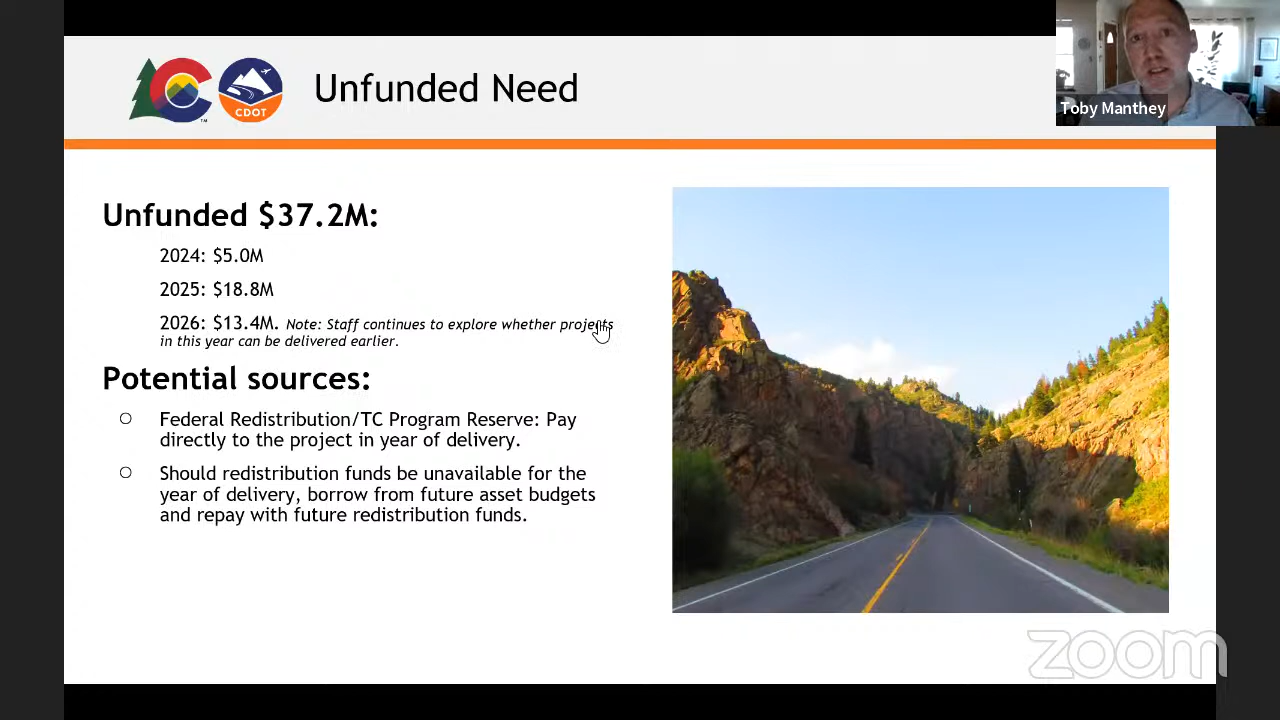 CDOT
TM
Unfunded Need
Toby Manthey
Unfunded $37.2M:
2024: $5.0M
2025: $18.8M
2026: $13.4M. Note: Staff continues to explore whether projects
in this year can be delivered earlier.
Potential sources:
Federal Redistribution/TC Program Reserve: Pay
directly to the project in year of delivery.
Should redistribution funds be unavailable for the
year of delivery, borrow from future asset budgets
and repay with future redistribution funds.
zoom